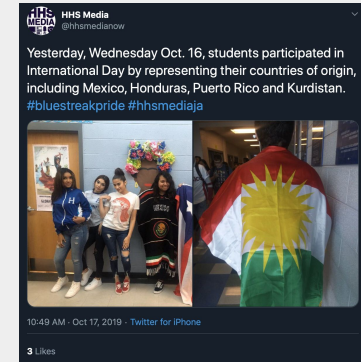 HHS Media
@hhsmedianow
Yesterday, Wednesday Oct. 16, students participated in
International Day by representing their countries of origin,
including Mexico, Honduras, Puerto Rico and Kurdistan.
#bluestreakpride #hhsmediaja
10:49 AM · Oct 17, 2019 · Twitter for iPhone
3 Likes
HHS
MEDIA